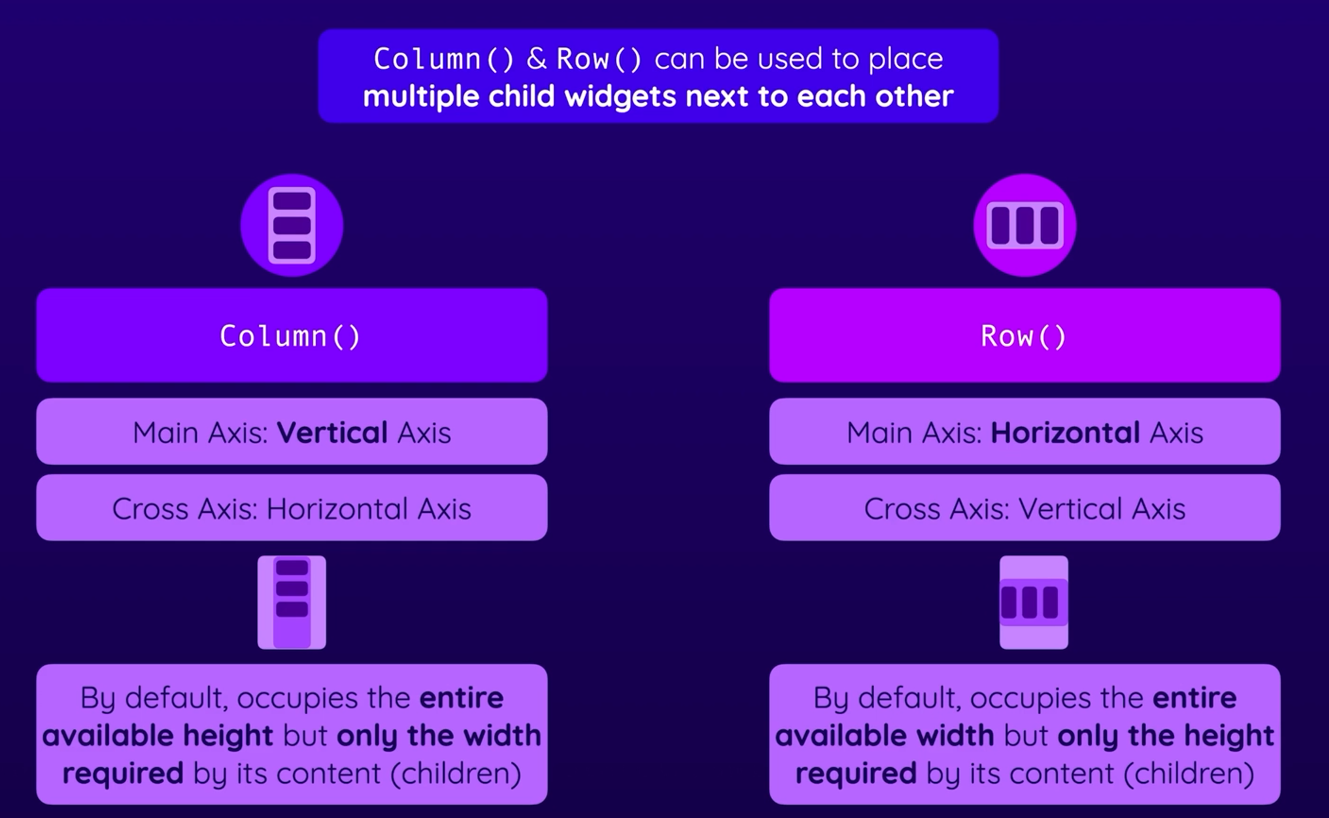 Column() & Row() can be used to place
multiple child widgets next to each other
Column()
Main Axis: Vertical Axis
Cross Axis: Horizontal Axis
By default, occupies the entire
available height but only the width
required by its content (children)
Row()
Main Axis: Horizontal Axis
Cross Axis: Vertical Axis
By default, occupies the entire
available width but only the height
required by its content (children)